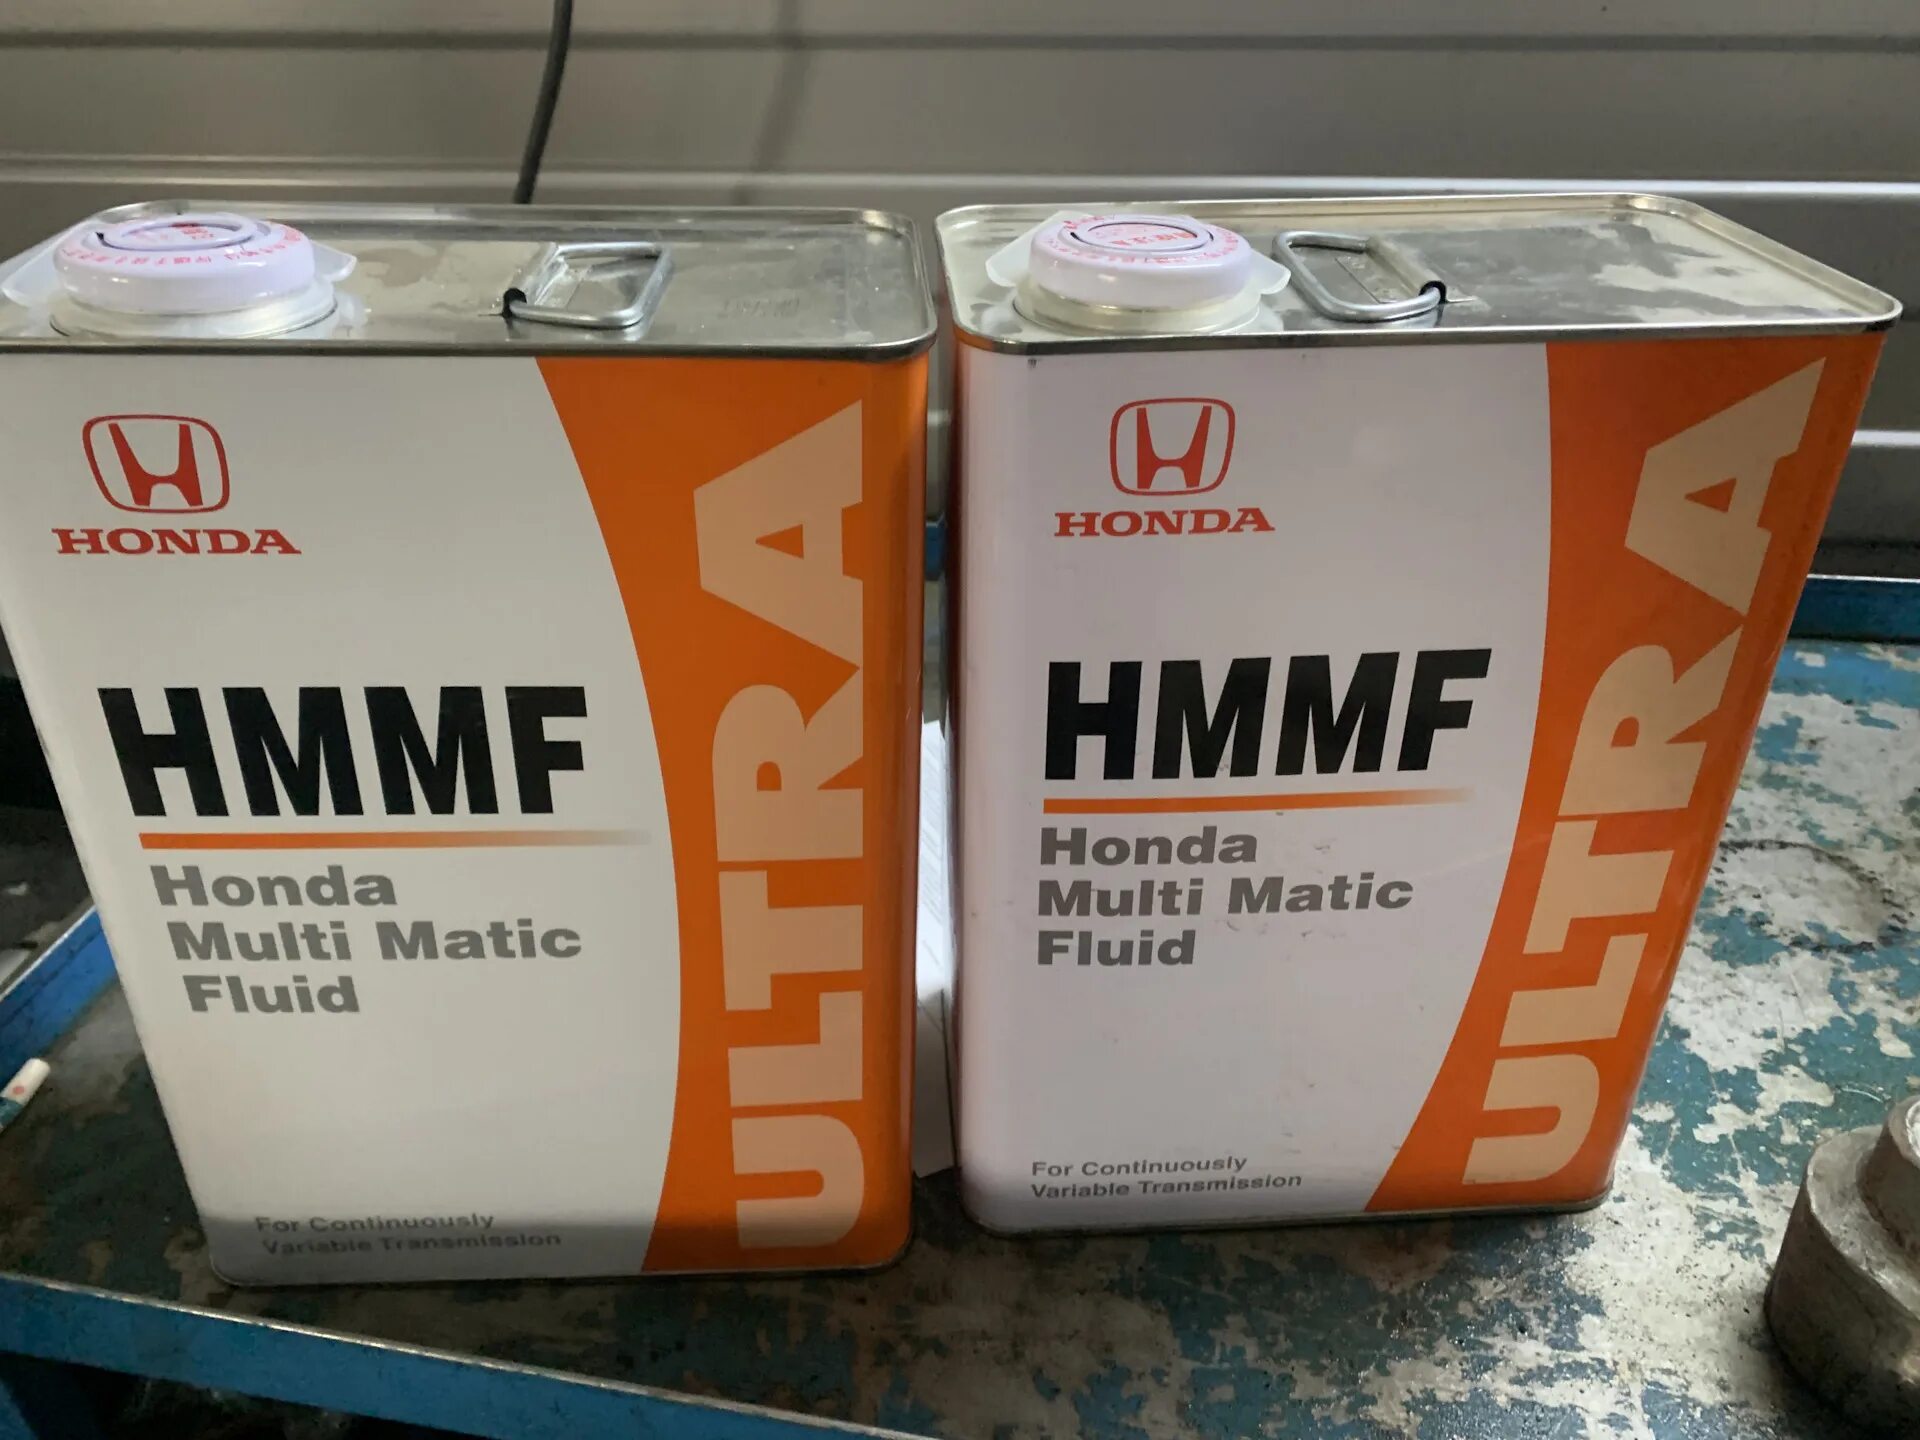 HONDA
HMMF
Honda
Multi Matic
Fluid
For Continuously
Variable Transmission
ULTRA
HONDA
HMMF
Honda
Multi Matic
Fluid
For Continuously
Variable Transmission
ULTRA